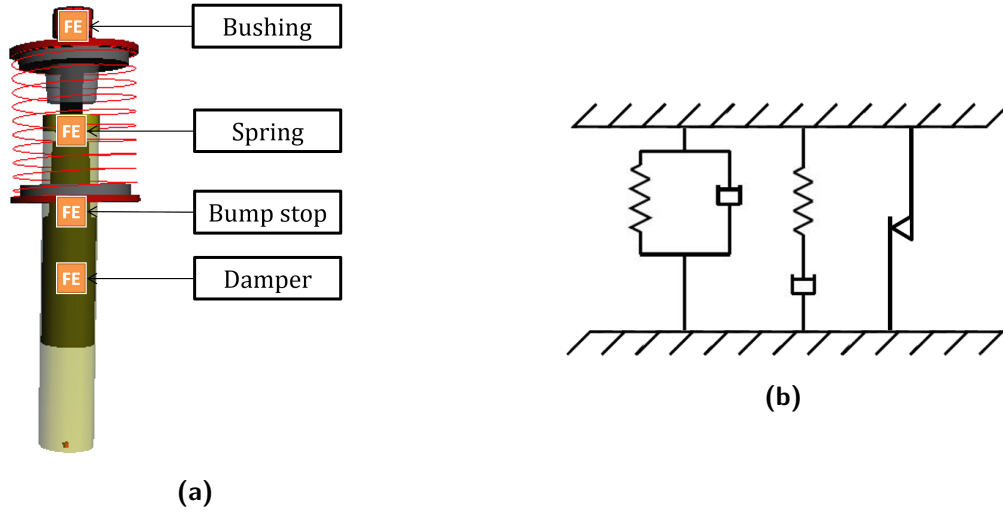 FE Bushing
FE Spring
FE Bump stop
FE Damper
(a)
(b)